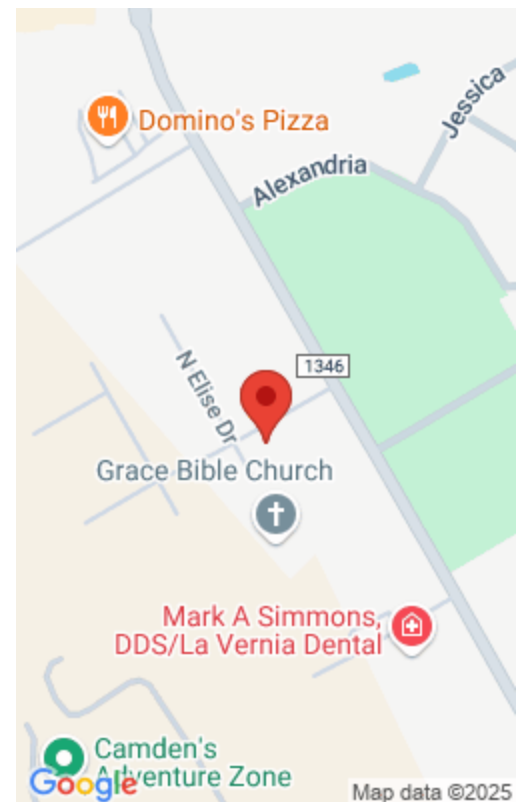 Domino's Pizza
Jessica
Alexandria
1346
N Elise Dr
Grace Bible Church
Mark A Simmons,
DDS/La Vernia Dental
Camden's
Adventure Zone
Google
Map data ©2025